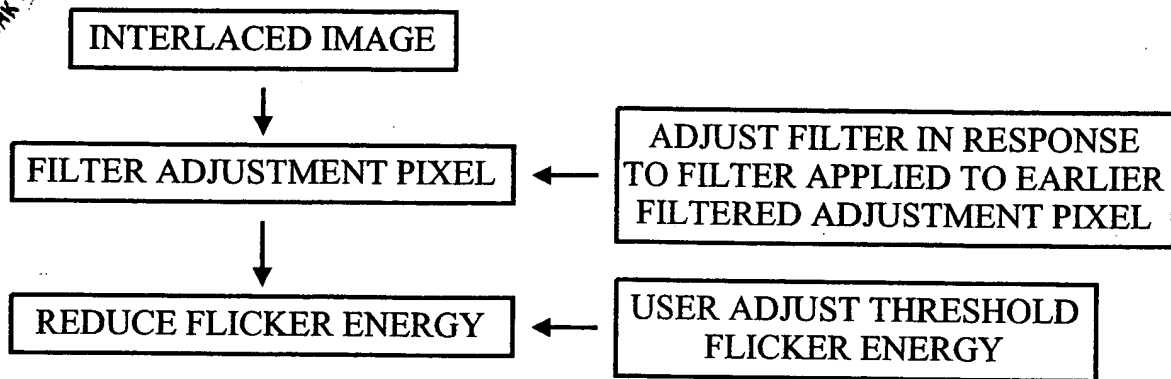 INTERLACED IMAGE
FILTER ADJUSTMENT PIXEL
ADJUST FILTER IN RESPONSE
TO FILTER APPLIED TO EARLIER
FILTERED ADJUSTMENT PIXEL
REDUCE FLICKER ENERGY
USER ADJUST THRESHOLD
FLICKER ENERGY